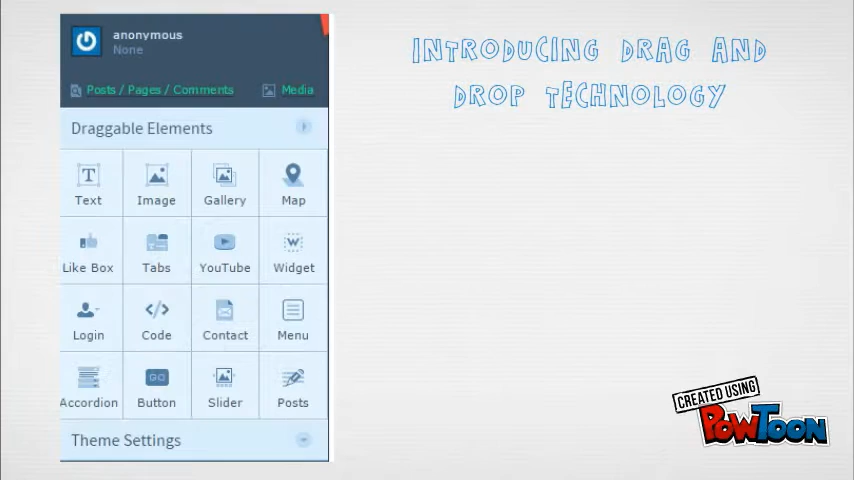 anonymous
None
Posts / Pages / Comments
Media
INTRODUCING DRAG AND
DROP TECHNOLOGY
Draggable Elements
T
Text
Image
Gallery
Map
Like Box
Tabs
YouTube
W
Widget
Login
</>
Code
Contact
Menu
Accordion
GO
Button
Slider
Posts
Theme Settings
CREATED USING
POWTOON